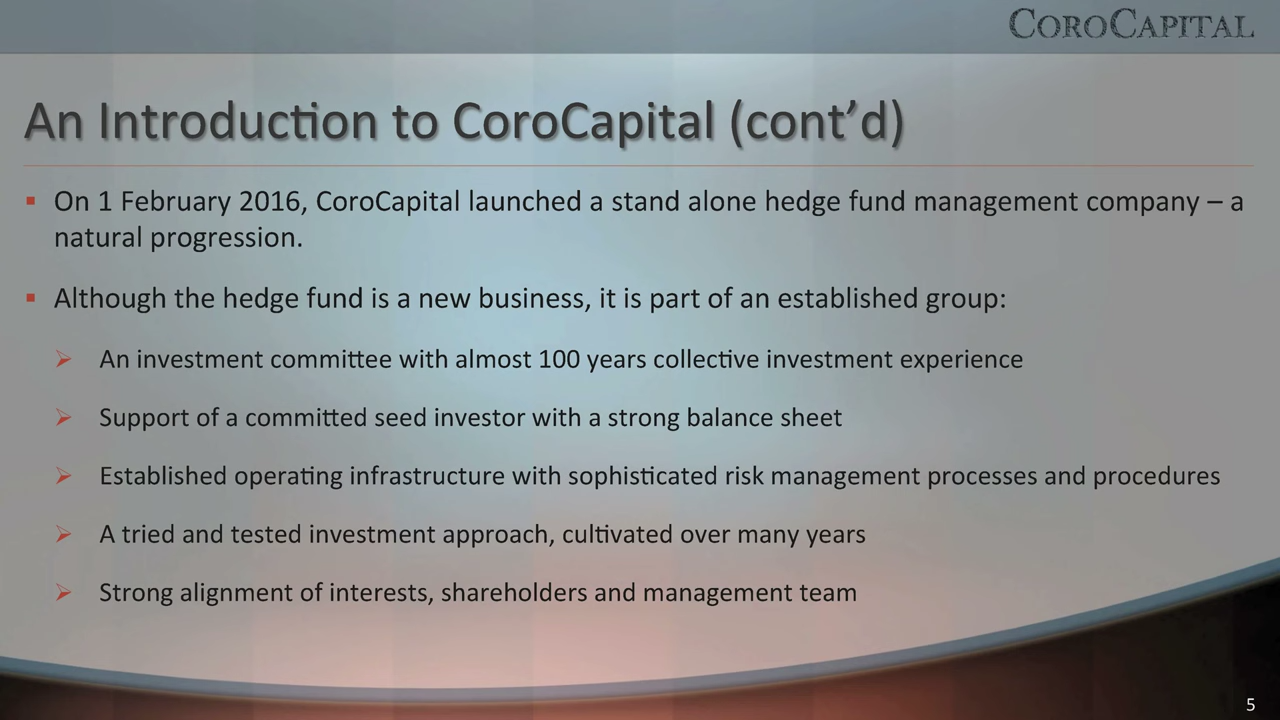 COROCAPITAL
An Introduction to CoroCapital (cont’d)
▪ On 1 February 2016, CoroCapital launched a stand alone hedge fund management company – a
natural progression.
▪ Although the hedge fund is a new business, it is part of an established group:
➢ An investment committee with almost 100 years collective investment experience
➢ Support of a committed seed investor with a strong balance sheet
➢ Established operating infrastructure with sophisticated risk management processes and procedures
➢ A tried and tested investment approach, cultivated over many years
➢ Strong alignment of interests, shareholders and management team
5